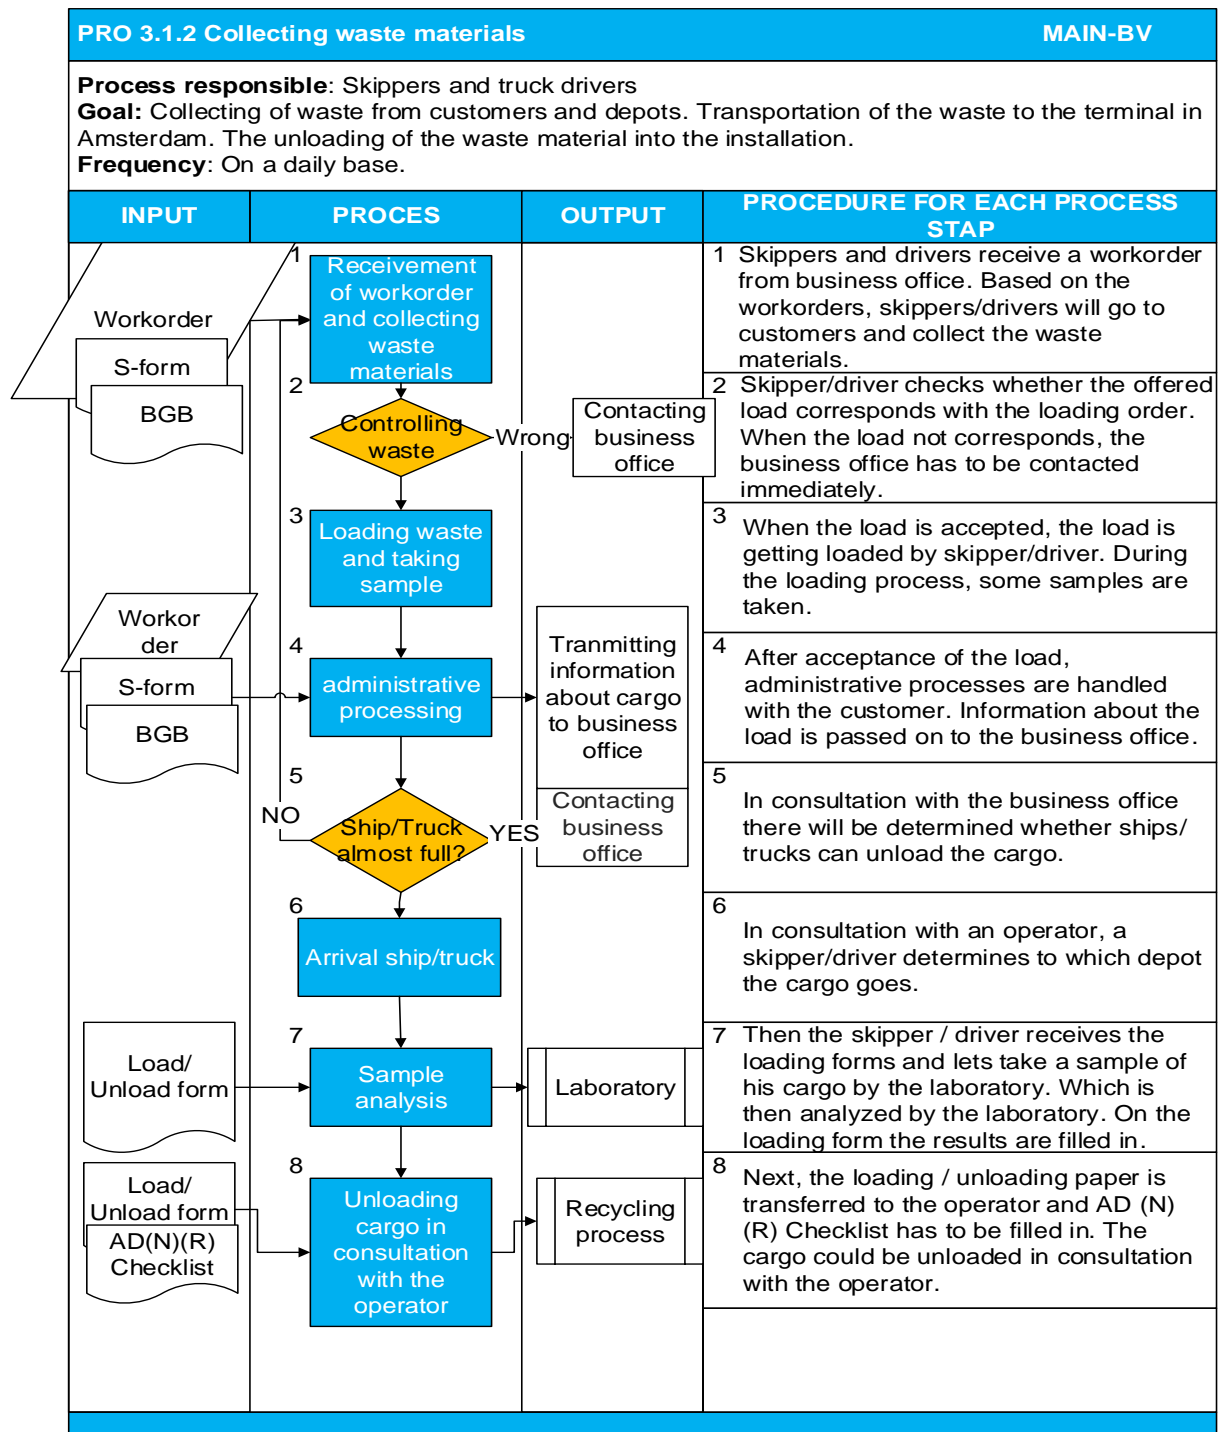 PRO 3.1.2 Collecting waste materials MAIN-BV
Process responsible: Skippers and truck drivers
Goal: Collecting of waste from customers and depots. Transportation of the waste to the terminal in
Amsterdam. The unloading of the waste material into the installation.
Frequency: On a daily base.
INPUT
PROCES
OUTPUT
PROCEDURE FOR EACH PROCESS
STAP
Workorder
S-form
BGB
1
Receivement
of workorder
and collecting
waste
materials
1 Skippers and drivers receive a workorder
from business office. Based on the
workorders, skippers/drivers will go to
customers and collect the waste
materials.
2
Controlling
waste
Wrong
Contacting
business
office
2 Skipper/driver checks whether the offered
load corresponds with the loading order.
When the load not corresponds, the
business office has to be contacted
immediately.
3
Loading waste
and taking
sample
3
When the load is accepted, the load is
getting loaded by skipper/driver. During
the loading process, some samples are
taken.
Workor
der
S-form
BGB
4
administrative
processing
Tranmitting
information
about cargo
to business
office
4
After acceptance of the load,
administrative processes are handled
with the customer. Information about the
load is passed on to the business office.
5
NO
Ship/Truck
almost full?
YES
Contacting
business
office
5
In consultation with the business office
there will be determined whether ships/
trucks can unload the cargo.
6
Arrival ship/truck
6
In consultation with an operator, a
skipper/driver determines to which depot
the cargo goes.
Load/
Unload form
7
Sample
analysis
Laboratory
7 Then the skipper / driver receives the
loading forms and lets take a sample of
his cargo by the laboratory. Which is
then analyzed by the laboratory. On the
loading form the results are filled in.
Load/
Unload form
AD(N)(R)
Checklist
8
Unloading
cargo in
consultation
with the
operator
Recycling
process
8 Next, the loading / unloading paper is
transferred to the operator and AD (N)
(R) Checklist has to be filled in. The
cargo could be unloaded in consultation
with the operator.